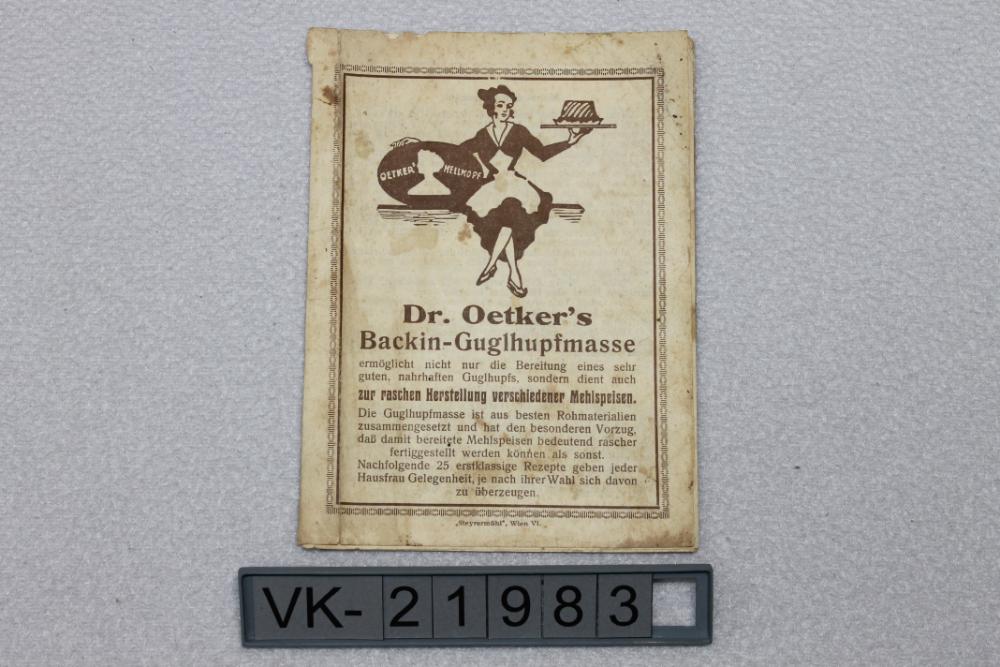 OETKER'S HELLKOPF
Dr. Oetker's
Backin-Guglhupfmasse
ermöglicht nicht nur die Bereitung eines sehr
guten, nahrhaften Guglhupfs, sondern dient auch
zur raschen Herstellung verschiedener Mehlspeisen.
Die Guglhupfmasse ist aus besten Rohmaterialien
zusammengesetzt und hat den besonderen Vorzug,
daß damit bereitete Mehlspeisen bedeutend rascher
fertiggestellt werden können als sonst.
Nachfolgende 25 erstklassige Rezepte geben jeder
Hausfrau Gelegenheit, je nach ihrer Wahl sich davon
zu überzeugen.
„Steyrermühl", Wien VI.
VK-21983